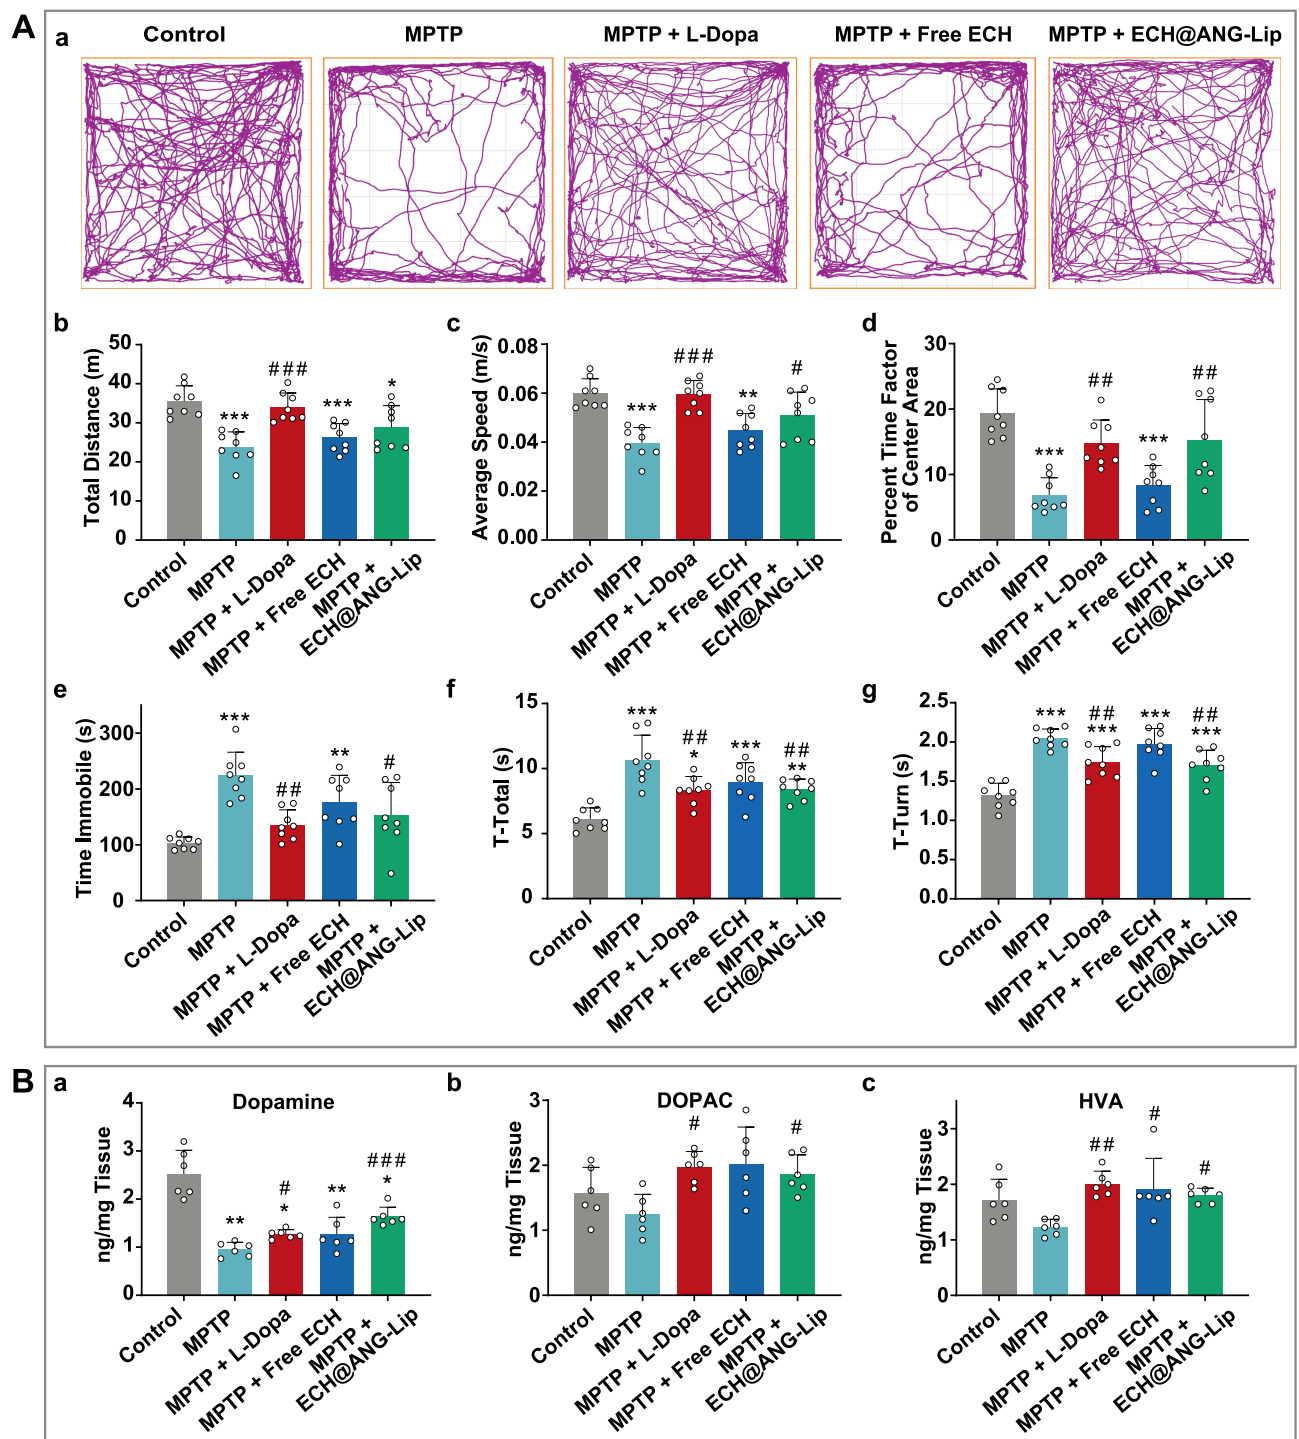 A
a
Control
MPTP
MPTP + L-Dopa
MPTP + Free ECH
MPTP + ECH@ANG-Lip
b
Total Distance (m)
50
40
30
20
10
0
***
###
***
*
Control
MPTP
MPTP + L-Dopa
MPTP + Free ECH
MPTP +
ECH@ANG-Lip
c
Average Speed (m/s)
0.08
0.06
0.04
0.02
0.00
***
###
**
#
Control
MPTP
MPTP + L-Dopa
MPTP + Free ECH
MPTP +
ECH@ANG-Lip
d
Percent Time Factor
of Center Area
30
20
10
0
***
##
***
##
Control
MPTP
MPTP + L-Dopa
MPTP + Free ECH
MPTP +
ECH@ANG-Lip
e
Time Immobile (s)
300
200
100
0
***
##
**
#
Control
MPTP
MPTP + L-Dopa
MPTP + Free ECH
MPTP +
ECH@ANG-Lip
f
T-Total (s)
15
10
5
0
***
##
*
***
##
**
Control
MPTP
MPTP + L-Dopa
MPTP + Free ECH
MPTP +
ECH@ANG-Lip
g
T-Turn (s)
2.5
2.0
1.5
1.0
0.5
0.0
***
##
***
***
##
***
Control
MPTP
MPTP + L-Dopa
MPTP + Free ECH
MPTP +
ECH@ANG-Lip
B
a
Dopamine
ng/mg Tissue
4
3
2
1
0
**
#
*
**
###
*
Control
MPTP
MPTP + L-Dopa
MPTP + Free ECH
MPTP +
ECH@ANG-Lip
b
DOPAC
ng/mg Tissue
3
2
1
0
#
#
Control
MPTP
MPTP + L-Dopa
MPTP + Free ECH
MPTP +
ECH@ANG-Lip
c
HVA
ng/mg Tissue
3
2
1
0
##
#
#
Control
MPTP
MPTP + L-Dopa
MPTP + Free ECH
MPTP +
ECH@ANG-Lip